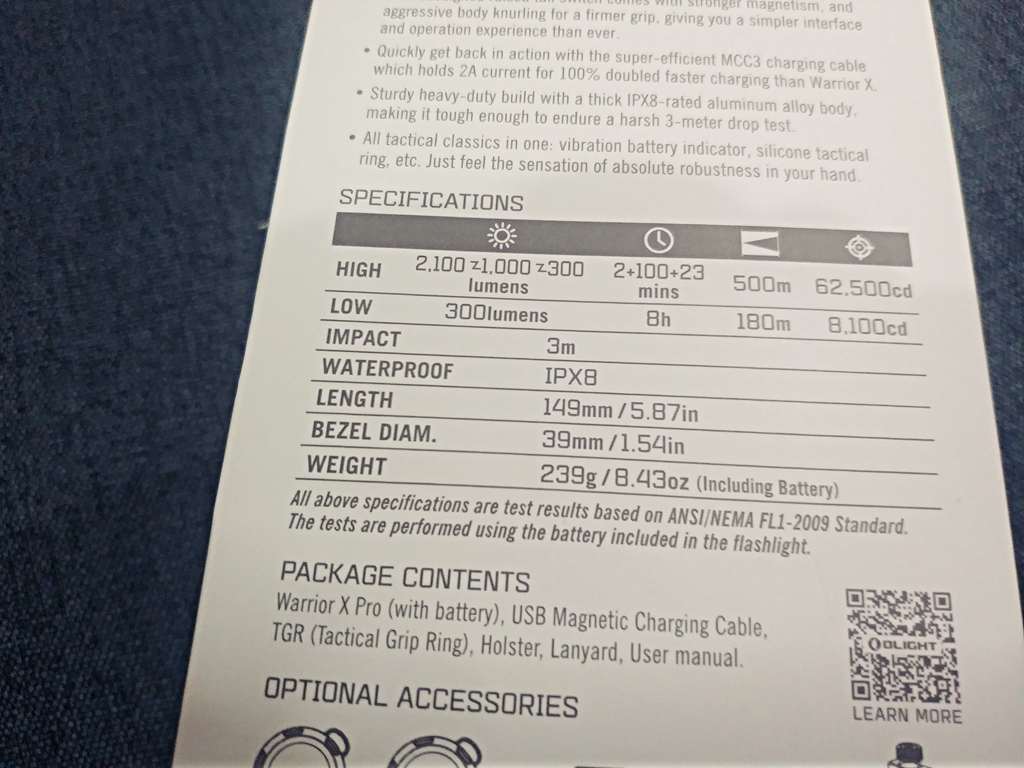 stronger magnetism, and
aggressive body knurling for a firmer grip, giving you a simpler interface
and operation experience than ever.
• Quickly get back in action with the super-efficient MCC3 charging cable
which holds 2A current for 100% doubled faster charging than Warrior X.
• Sturdy heavy-duty build with a thick IPX8-rated aluminum alloy body,
making it tough enough to endure a harsh 3-meter drop test.
• All tactical classics in one: vibration battery indicator, silicone tactical
ring, etc. Just feel the sensation of absolute robustness in your hand.
SPECIFICATIONS
HIGH 2,100 ~1,000 ~300 2+100+23 500m 62,500cd
lumens mins
LOW 300lumens 8h 180m 8,100cd
IMPACT 3m
WATERPROOF IPX8
LENGTH 149mm / 5.87in
BEZEL DIAM. 39mm / 1.54in
WEIGHT 239g / 8.43oz (Including Battery)
All above specifications are test results based on ANSI/NEMA FL1-2009 Standard.
The tests are performed using the battery included in the flashlight.
PACKAGE CONTENTS
Warrior X Pro (with battery), USB Magnetic Charging Cable,
TGR (Tactical Grip Ring), Holster, Lanyard, User manual.
OLIGHT
LEARN MORE
OPTIONAL ACCESSORIES